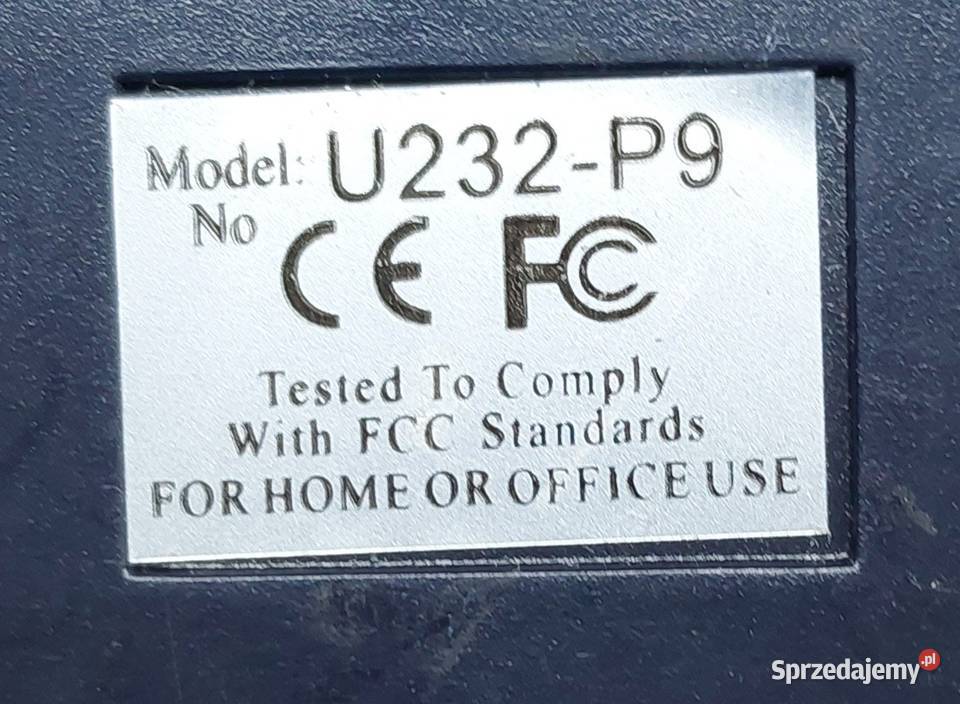 Model: U232-P9
No
CE FC
Tested To Comply
With FCC Standards
FOR HOME OR OFFICE USE
Sprzedajemy.pl